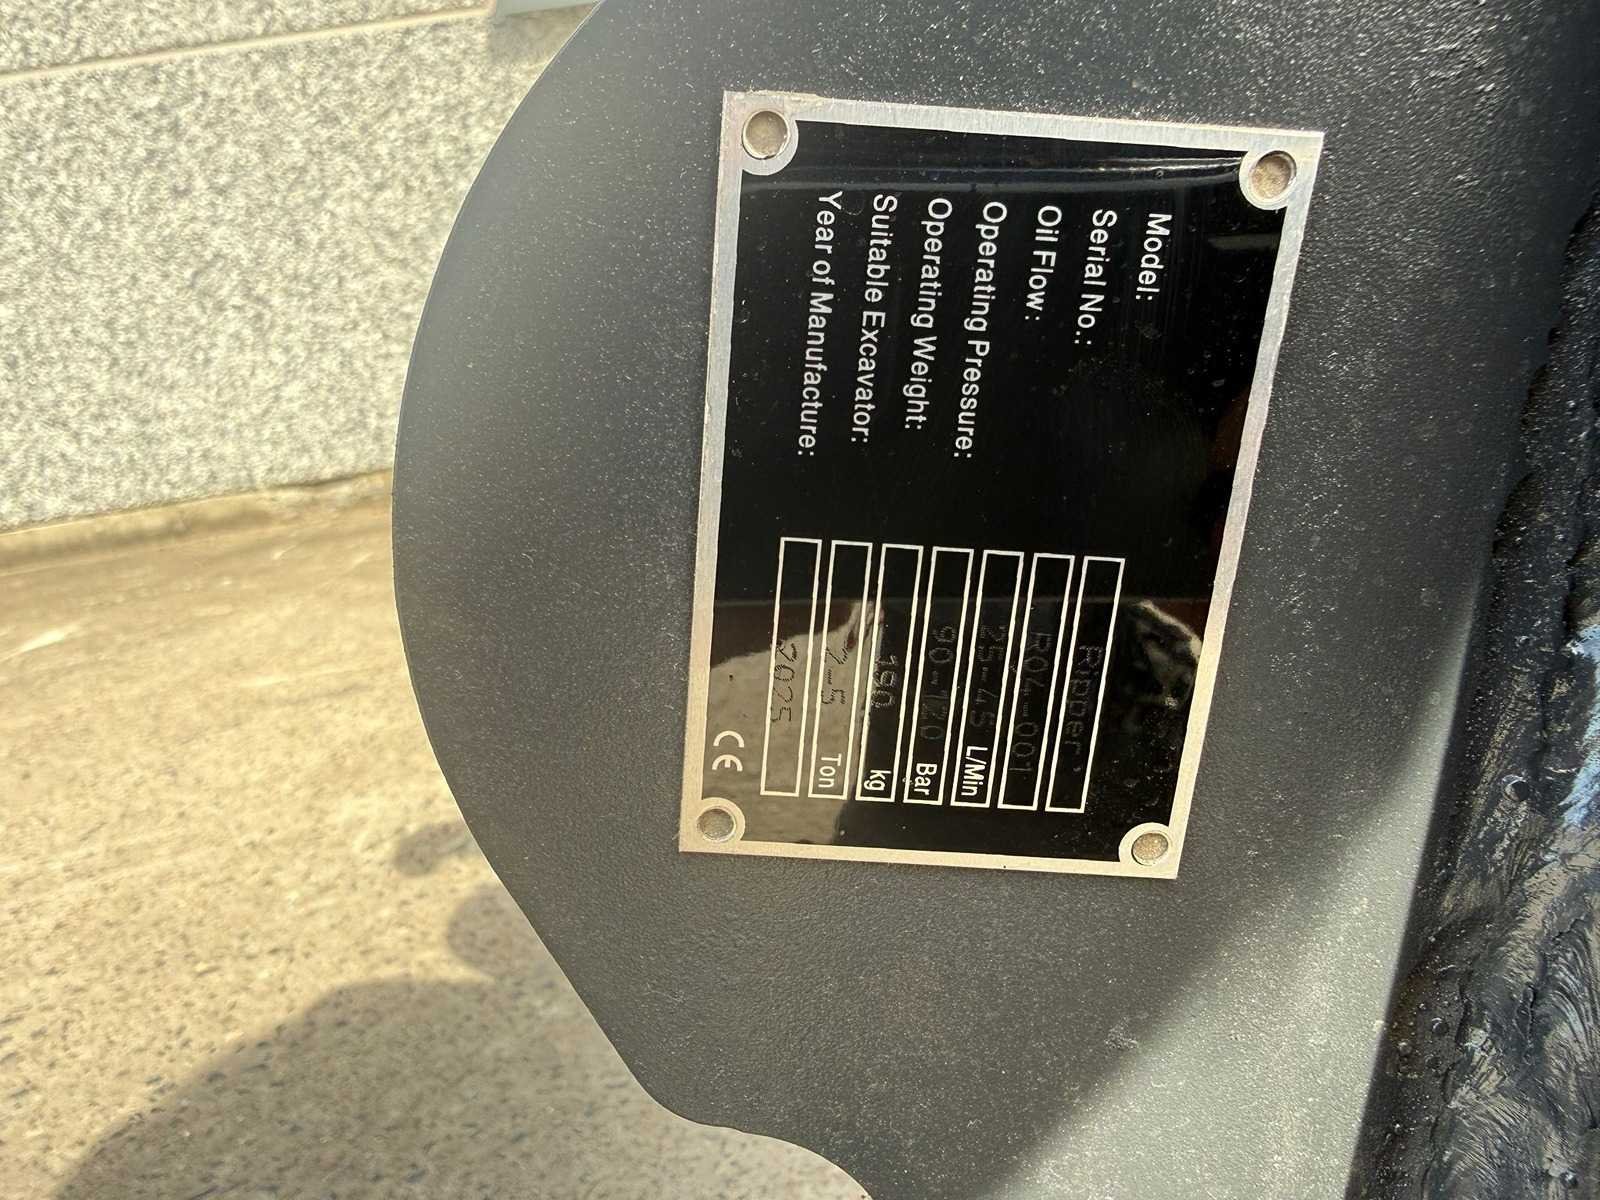 Model: Ripper
Serial No.: R04-001
Oil Flow: 25-45 L/Min
Operating Pressure: 90-120 Bar
Operating Weight: 190 kg
Suitable Excavator: Ton
Year of Manufacture: 2025
CE